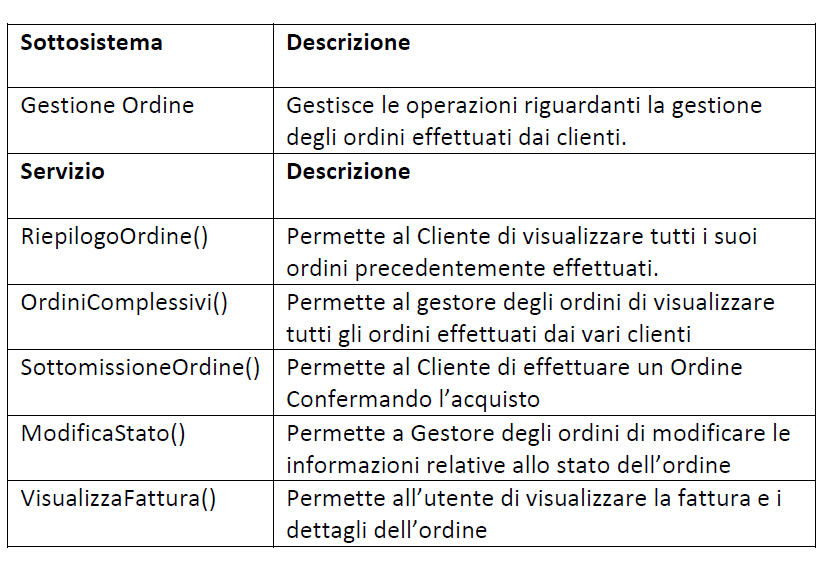 Sottosistema Descrizione
Gestione Ordine Gestisce le operazioni riguardanti la gestione
degli ordini effettuati dai clienti.
Servizio Descrizione
RiepilogoOrdine() Permette al Cliente di visualizzare tutti i suoi
ordini precedentemente effettuati.
OrdiniComplessivi() Permette al gestore degli ordini di visualizzare
tutti gli ordini effettuati dai vari clienti
SottomissioneOrdine() Permette al Cliente di effettuare un Ordine
Confermando l’acquisto
ModificaStato() Permette a Gestore degli ordini di modificare le
informazioni relative allo stato dell’ordine
VisualizzaFattura() Permette all’utente di visualizzare la fattura e i
dettagli dell’ordine